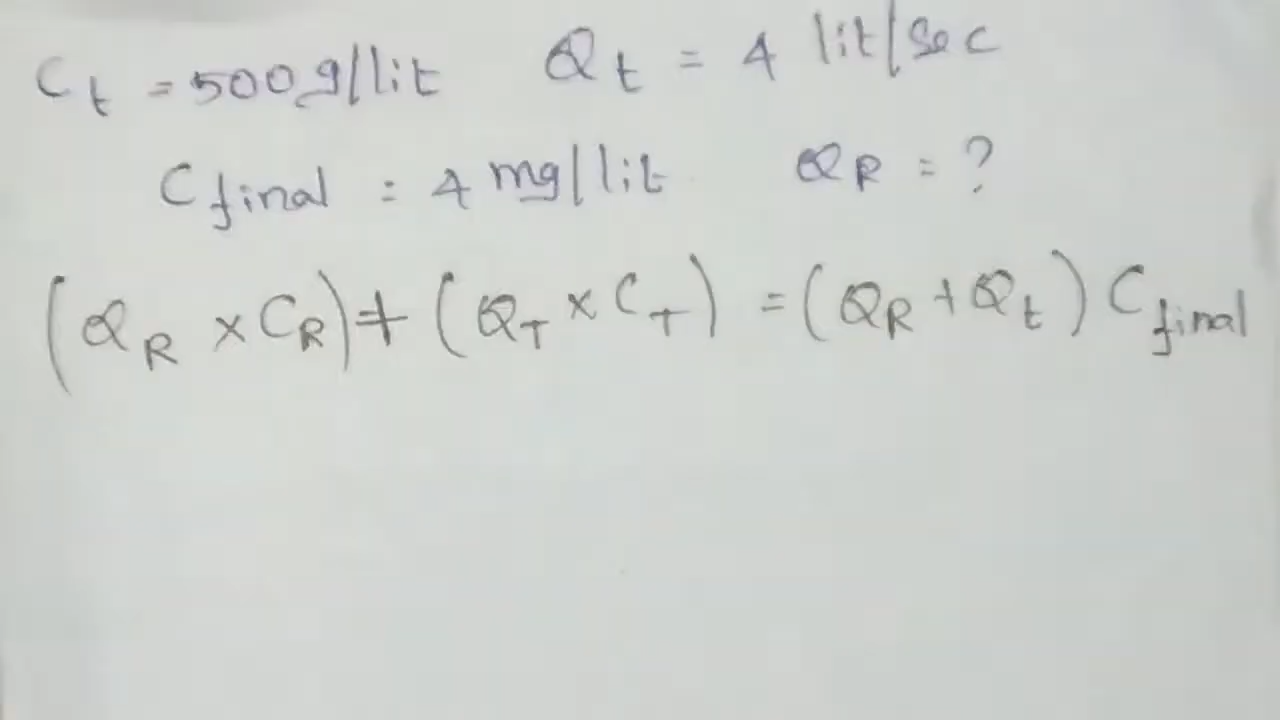 Ct = 500 g/lit Qt = 4 lit/sec
Cfinal = 4 mg/lit QR = ?
(QR × CR) + (QT × CT) = (QR + Qt) Cfinal